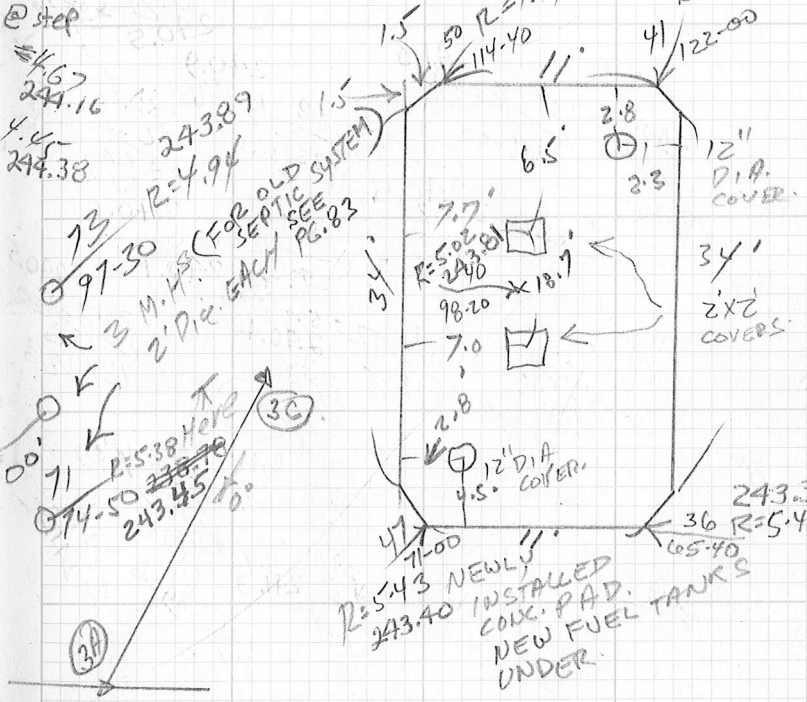 @ step
4.67
244.16
4.45
244.38
243.89
R=4.94
73
97-30
3 M.H.s (FOR OLD
SEPTIC SYSTEM)
2' Dia. EACH SEE
PG. 83
71
74-50
R=5.38 Here
243.45
3C
3A
1.5
1.5
50
114-40
11'
41
122-00
2.8
2.3
6.5'
12"
DIA.
COVER.
7.7'
R=5.02
243.81
40
98-20
18.7'
34'
34'
2'x2'
COVERS.
7.0'
2.8
12" DIA
COVER.
4.5'
47
71-00
R=5.43
243.40
11'
36
65-40
NEWLY
INSTALLED
CONC. PAD.
NEW FUEL TANKS
UNDER.